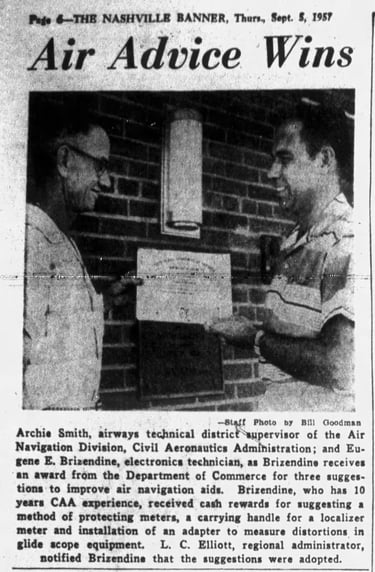 Page 6—THE NASHVILLE BANNER, Thurs., Sept. 5, 1957
Air Advice Wins
—Staff Photo by Bill Goodman
Archie Smith, airways technical district supervisor of the Air
Navigation Division, Civil Aeronautics Administration; and Eu-
gene E. Brizendine, electronics technician, as Brizendine receives
an award from the Department of Commerce for three sugges-
tions to improve air navigation aids. Brizendine, who has 10
years CAA experience, received cash rewards for suggesting a
method of protecting meters, a carrying handle for a localizer
meter and installation of an adapter to measure distortions in
glide scope equipment. L. C. Elliott, regional administrator,
notified Brizendine that the suggestions were adopted.